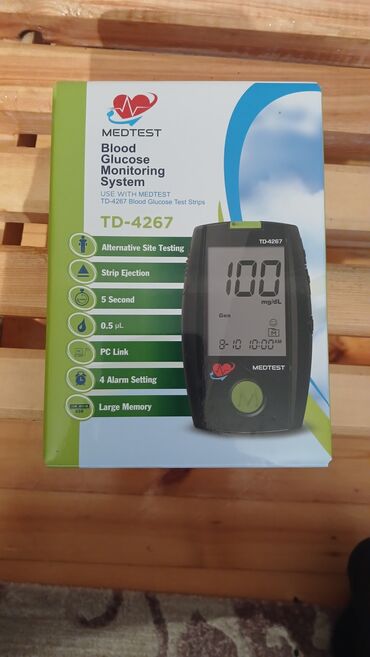 MEDTEST
Blood
Glucose
Monitoring
System
USE WITH MEDTEST
TD-4267 Blood Glucose Test Strips
TD-4267
Alternative Site Testing
Strip Ejection
5 Second
0.5 µL
PC Link
4 Alarm Setting
Large Memory
TD-4267
100
mg/dL
Gen
8-10 10:00 AM
MEDTEST
M